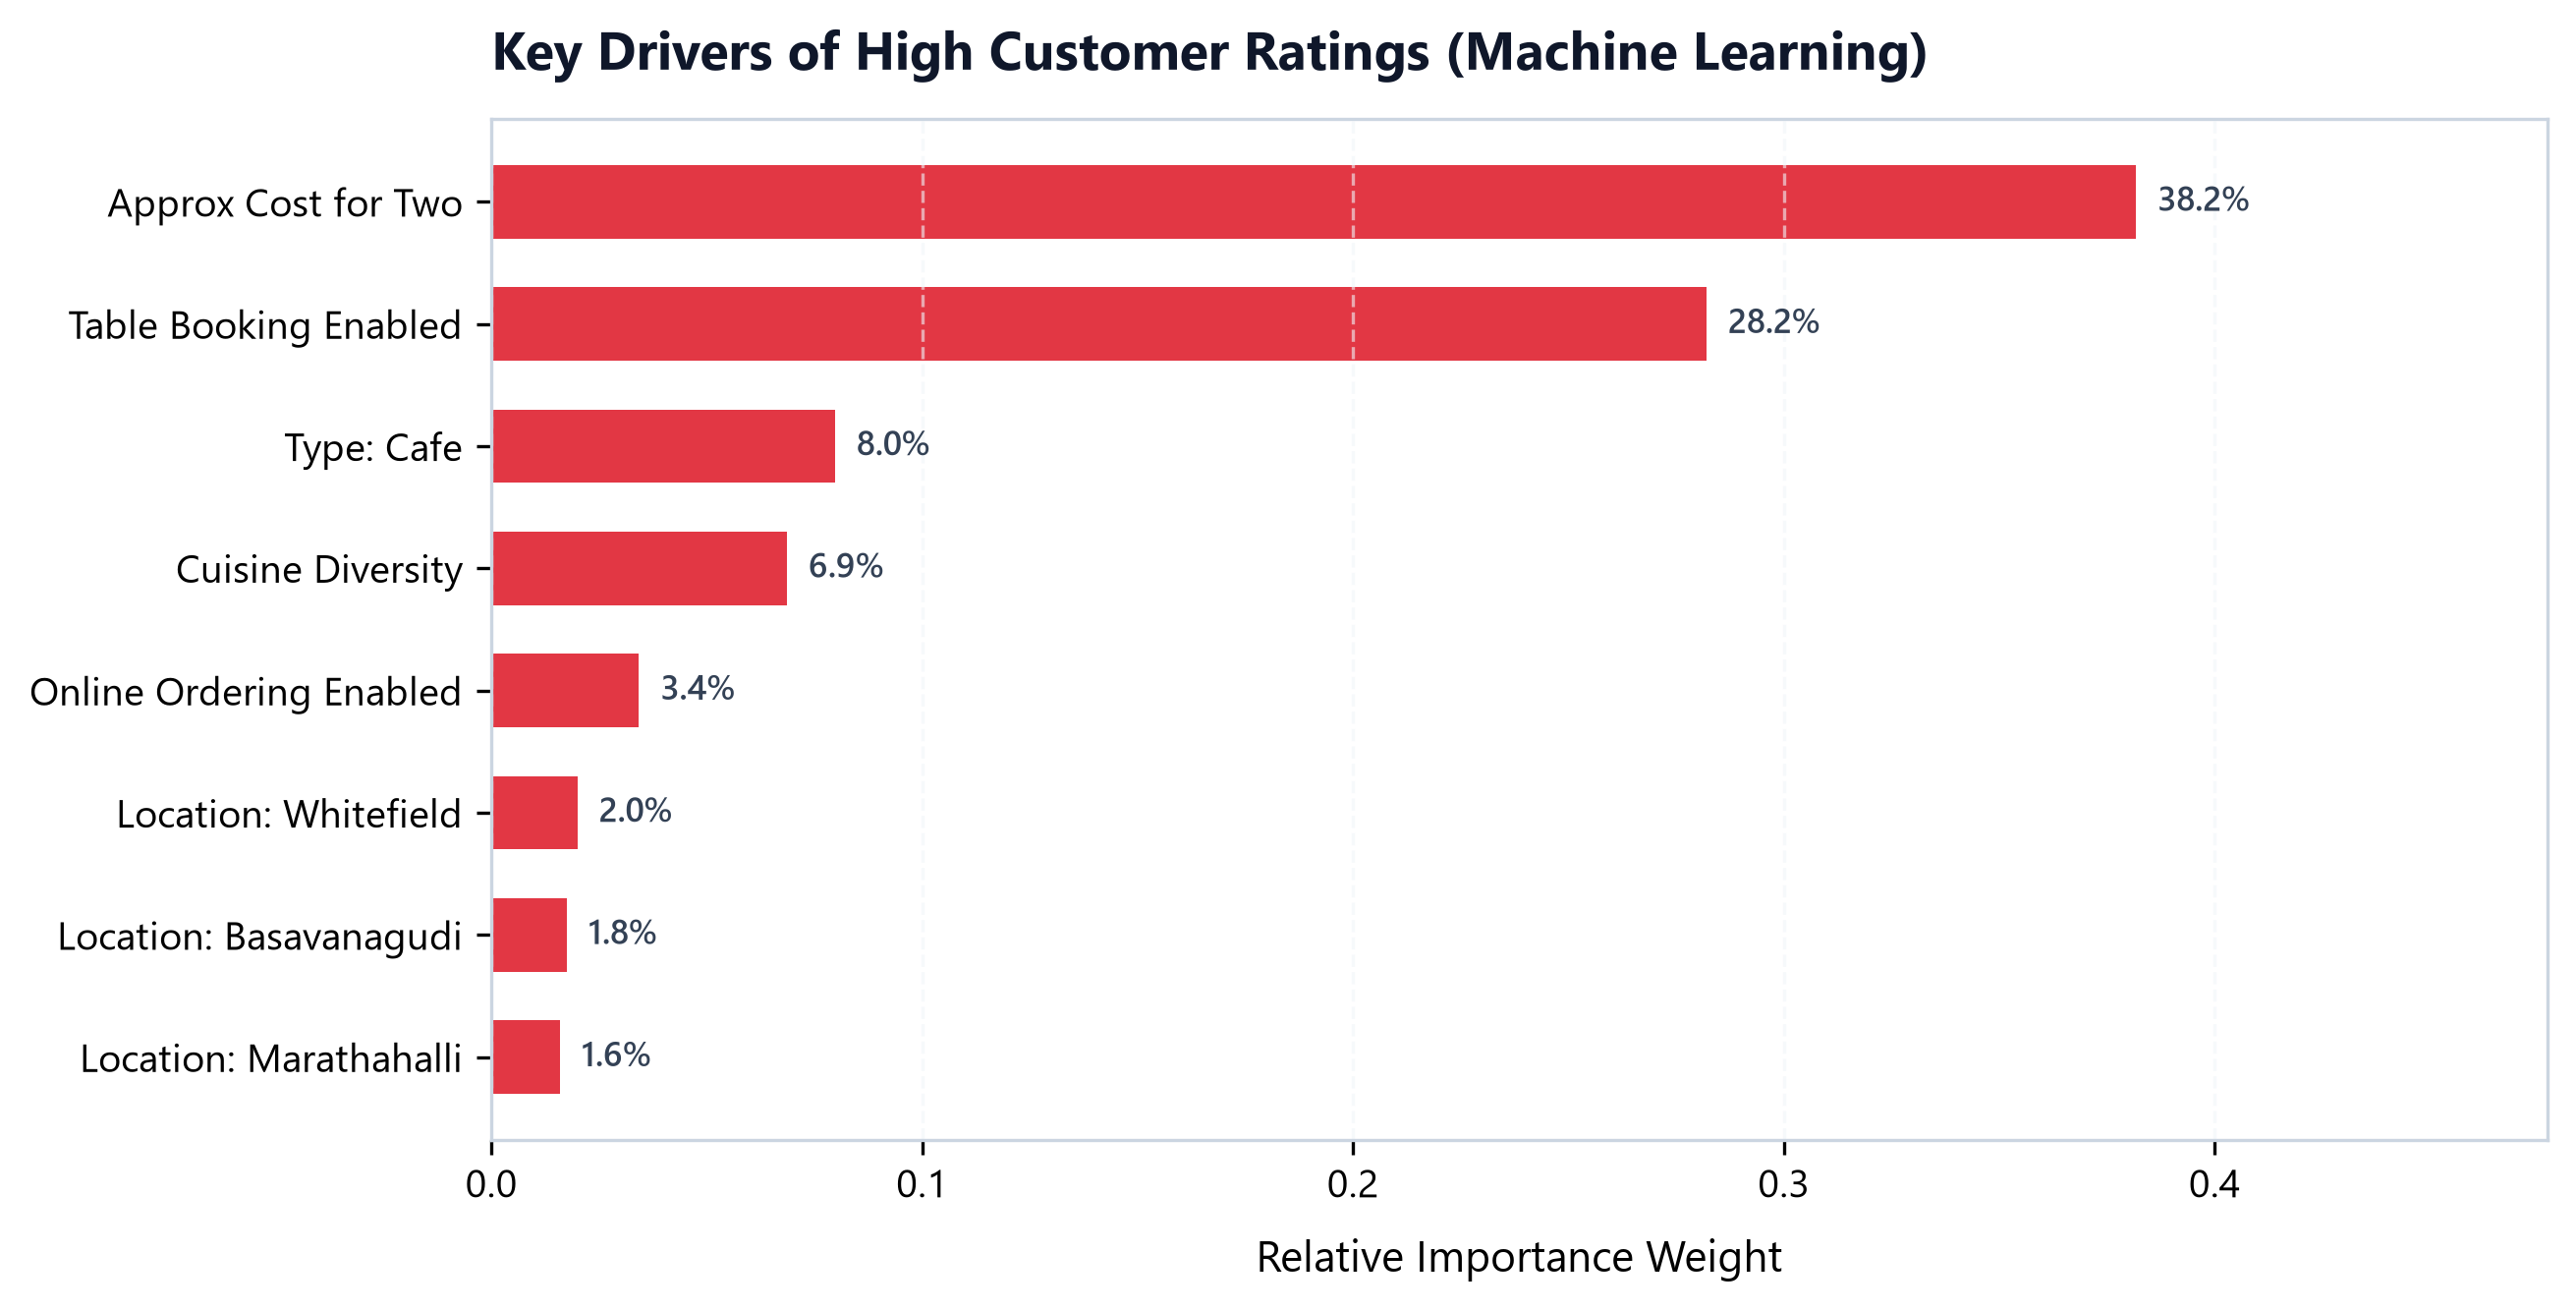 Key Drivers of High Customer Ratings (Machine Learning)
Approx Cost for Two 38.2%
Table Booking Enabled 28.2%
Type: Cafe 8.0%
Cuisine Diversity 6.9%
Online Ordering Enabled 3.4%
Location: Whitefield 2.0%
Location: Basavanagudi 1.8%
Location: Marathahalli 1.6%
0.0 0.1 0.2 0.3 0.4
Relative Importance Weight